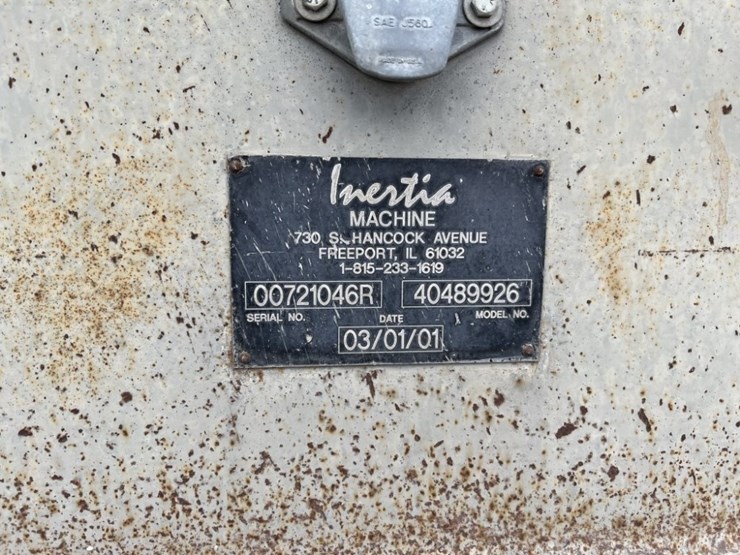 SAE J560
Inertia
MACHINE
730 S. HANCOCK AVENUE
FREEPORT, IL 61032
1-815-233-1619
00721046R 40489926
SERIAL NO. DATE MODEL NO.
03/01/01